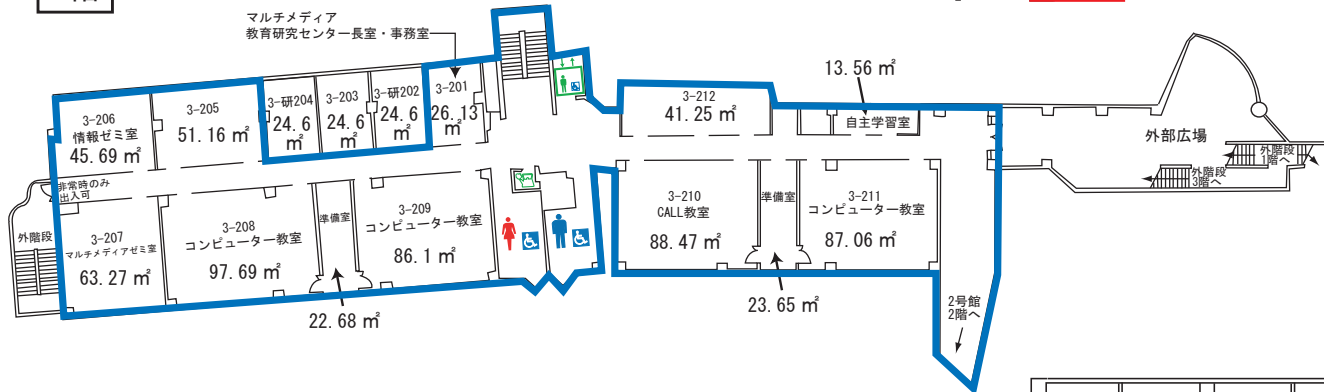 マルチメディア
教育研究センター長室・事務室
3-206
情報ゼミ室
45.69 ㎡
3-205
51.16 ㎡
3-研204
24.6
㎡
3-203
24.6
㎡
3-研202
24.6
㎡
3-201
26.13
㎡
3-212
41.25 ㎡
13.56 ㎡
自主学習室
外部広場
外階段
1階へ
外階段
3階へ
非常時のみ
出入可
外階段
3-207
マルチメディアゼミ室
63.27 ㎡
3-208
コンピューター教室
97.69 ㎡
準備室
22.68 ㎡
3-209
コンピューター教室
86.1 ㎡
3-210
CALL教室
88.47 ㎡
準備室
23.65 ㎡
3-211
コンピューター教室
87.06 ㎡
2号館
2階へ